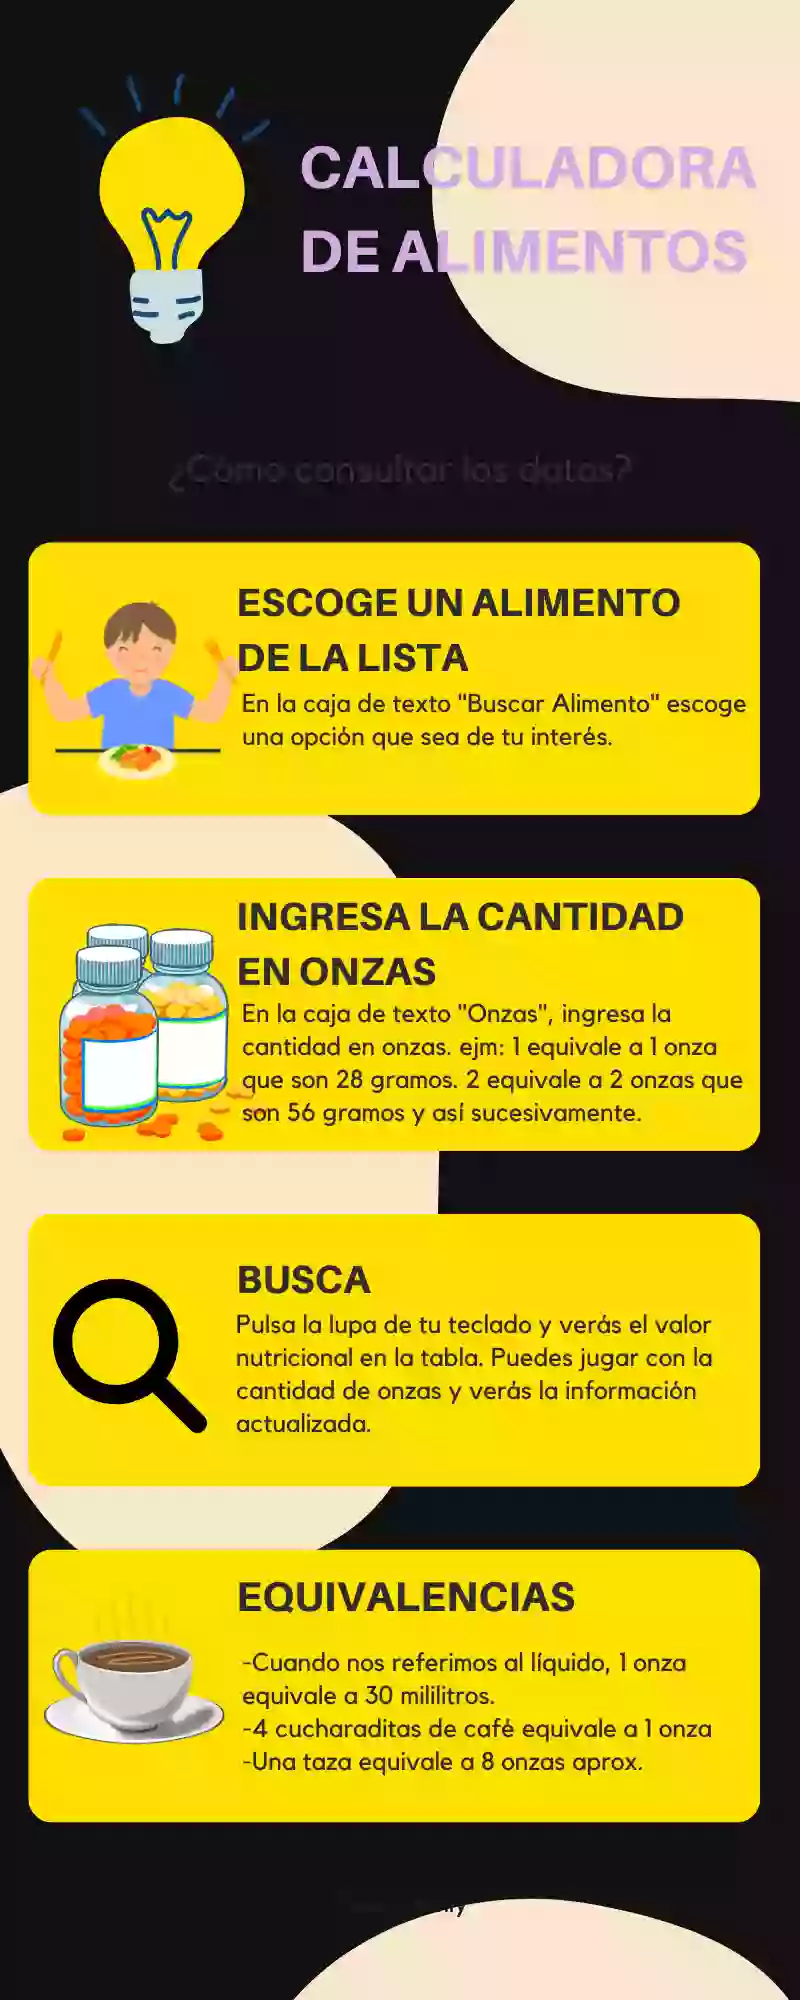 CALCULADORA
DE ALIMENTOS
¿Cómo consultar los datos?
ESCOGE UN ALIMENTO
DE LA LISTA
En la caja de texto "Buscar Alimento" escoge
una opción que sea de tu interés.
INGRESA LA CANTIDAD
EN ONZAS
En la caja de texto "Onzas", ingresa la
cantidad en onzas. ejm: 1 equivale a 1 onza
que son 28 gramos. 2 equivale a 2 onzas que
son 56 gramos y así sucesivamente.
BUSCA
Pulsa la lupa de tu teclado y verás el valor
nutricional en la tabla. Puedes jugar con la
cantidad de onzas y verás la información
actualizada.
EQUIVALENCIAS
-Cuando nos referimos al líquido, 1 onza
equivale a 30 mililitros.
-4 cucharaditas de café equivale a 1 onza
-Una taza equivale a 8 onzas aprox.